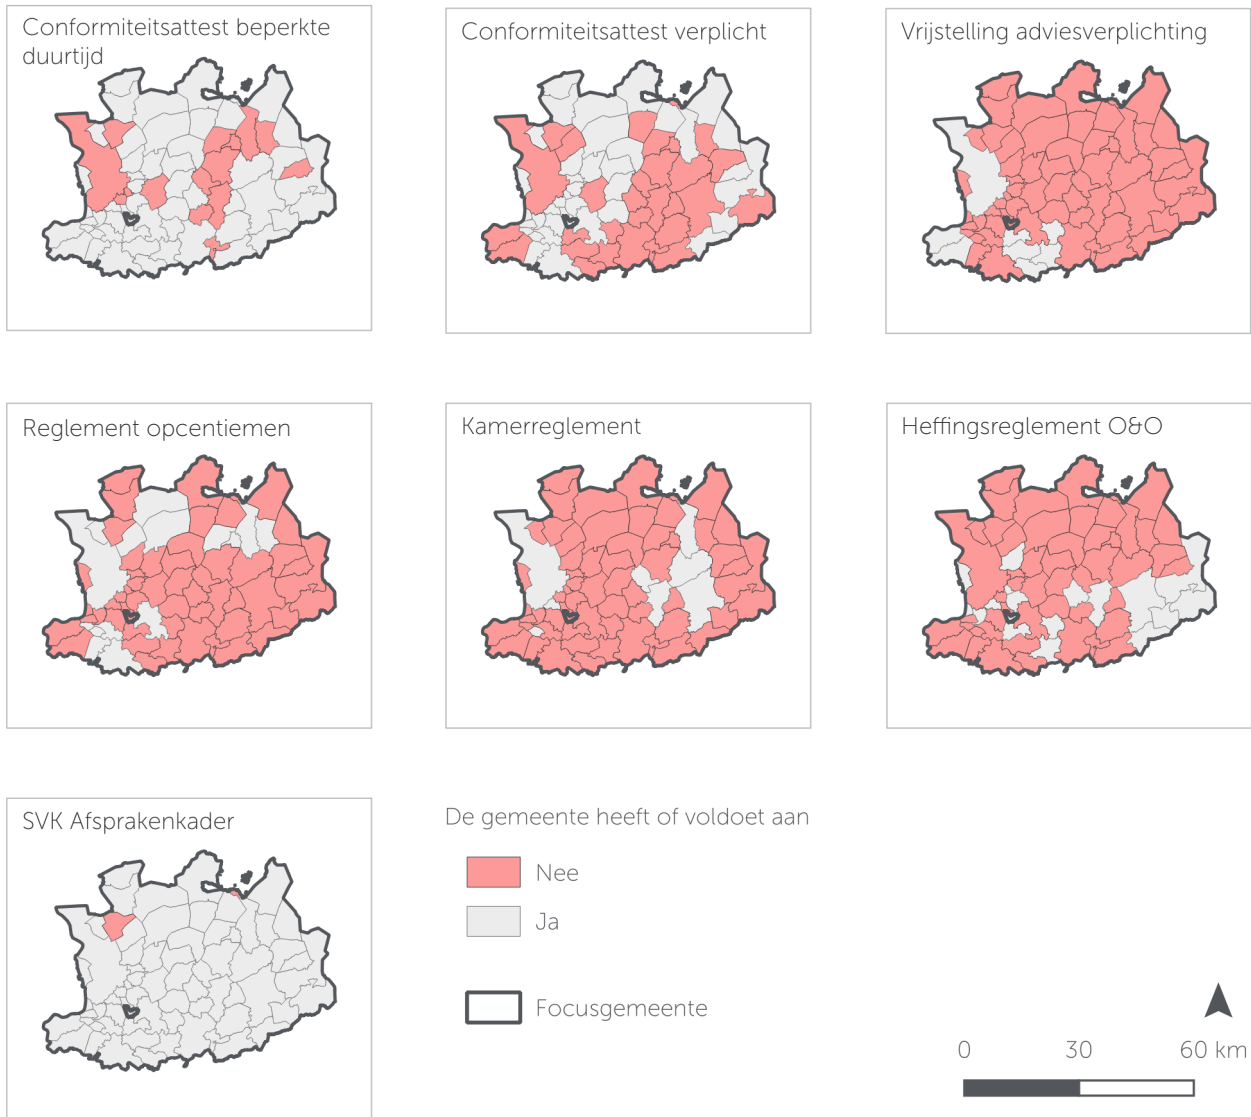 Conformiteitsattest beperkte
duurtijd
Conformiteitsattest verplicht
Vrijstelling adviesverplichting
Reglement opcentiemen
Kamerreglement
Heffingsreglement O&O
SVK Afsprakenkader
De gemeente heeft of voldoet aan
Nee
Ja
Focusgemeente
0 30 60 km